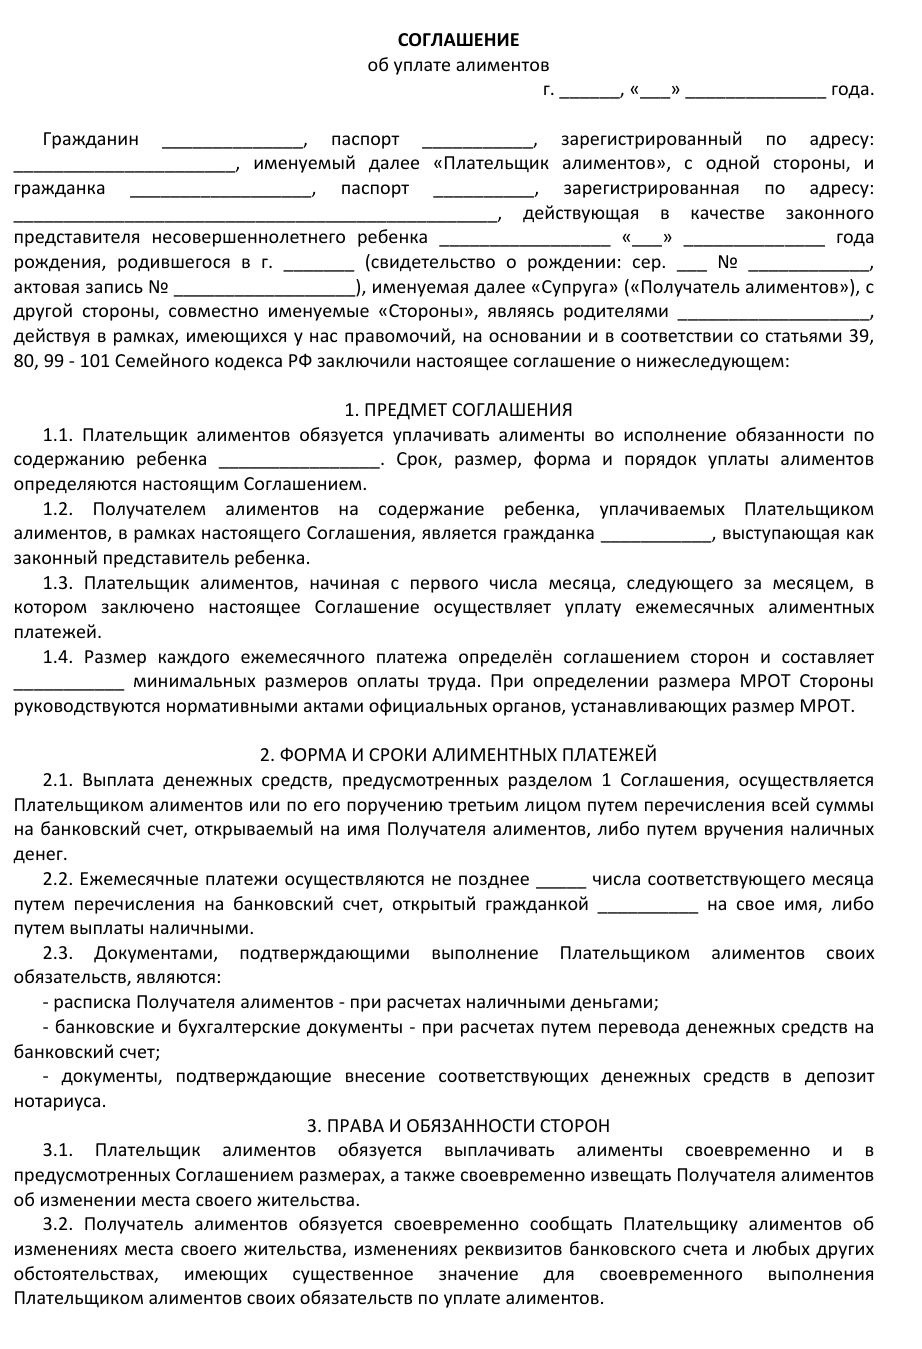 СОГЛАШЕНИЕ
об уплате алиментов
г. ______, «___» ______________ года.
Гражданин ______________, паспорт ___________, зарегистрированный по адресу:
______________________, именуемый далее «Плательщик алиментов», с одной стороны, и
гражданка __________________, паспорт __________, зарегистрированная по адресу:
________________________________________________, действующая в качестве законного
представителя несовершеннолетнего ребенка _________________ «___» ______________ года
рождения, родившегося в г. _______ (свидетельство о рождении: сер. ___ № ____________,
актовая запись № __________________), именуемая далее «Супруга» («Получатель алиментов»), с
другой стороны, совместно именуемые «Стороны», являясь родителями ___________________,
действуя в рамках, имеющихся у нас правомочий, на основании и в соответствии со статьями 39,
80, 99 - 101 Семейного кодекса РФ заключили настоящее соглашение о нижеследующем:
1. ПРЕДМЕТ СОГЛАШЕНИЯ
1.1. Плательщик алиментов обязуется уплачивать алименты во исполнение обязанности по
содержанию ребенка ________________. Срок, размер, форма и порядок уплаты алиментов
определяются настоящим Соглашением.
1.2. Получателем алиментов на содержание ребенка, уплачиваемых Плательщиком
алиментов, в рамках настоящего Соглашения, является гражданка ___________, выступающая как
законный представитель ребенка.
1.3. Плательщик алиментов, начиная с первого числа месяца, следующего за месяцем, в
котором заключено настоящее Соглашение осуществляет уплату ежемесячных алиментных
платежей.
1.4. Размер каждого ежемесячного платежа определён соглашением сторон и составляет
___________ минимальных размеров оплаты труда. При определении размера МРОТ Стороны
руководствуются нормативными актами официальных органов, устанавливающих размер МРОТ.
2. ФОРМА И СРОКИ АЛИМЕНТНЫХ ПЛАТЕЖЕЙ
2.1. Выплата денежных средств, предусмотренных разделом 1 Соглашения, осуществляется
Плательщиком алиментов или по его поручению третьим лицом путем перечисления всей суммы
на банковский счет, открываемый на имя Получателя алиментов, либо путем вручения наличных
денег.
2.2. Ежемесячные платежи осуществляются не позднее _____ числа соответствующего месяца
путем перечисления на банковский счет, открытый гражданкой __________ на свое имя, либо
путем выплаты наличными.
2.3. Документами, подтверждающими выполнение Плательщиком алиментов своих
обязательств, являются:
- расписка Получателя алиментов - при расчетах наличными деньгами;
- банковские и бухгалтерские документы - при расчетах путем перевода денежных средств на
банковский счет;
- документы, подтверждающие внесение соответствующих денежных средств в депозит
нотариуса.
3. ПРАВА И ОБЯЗАННОСТИ СТОРОН
3.1. Плательщик алиментов обязуется выплачивать алименты своевременно и в
предусмотренных Соглашением размерах, а также своевременно извещать Получателя алиментов
об изменении места своего жительства.
3.2. Получатель алиментов обязуется своевременно сообщать Плательщику алиментов об
изменениях места своего жительства, изменениях реквизитов банковского счета и любых других
обстоятельствах, имеющих существенное значение для своевременного выполнения
Плательщиком алиментов своих обязательств по уплате алиментов.